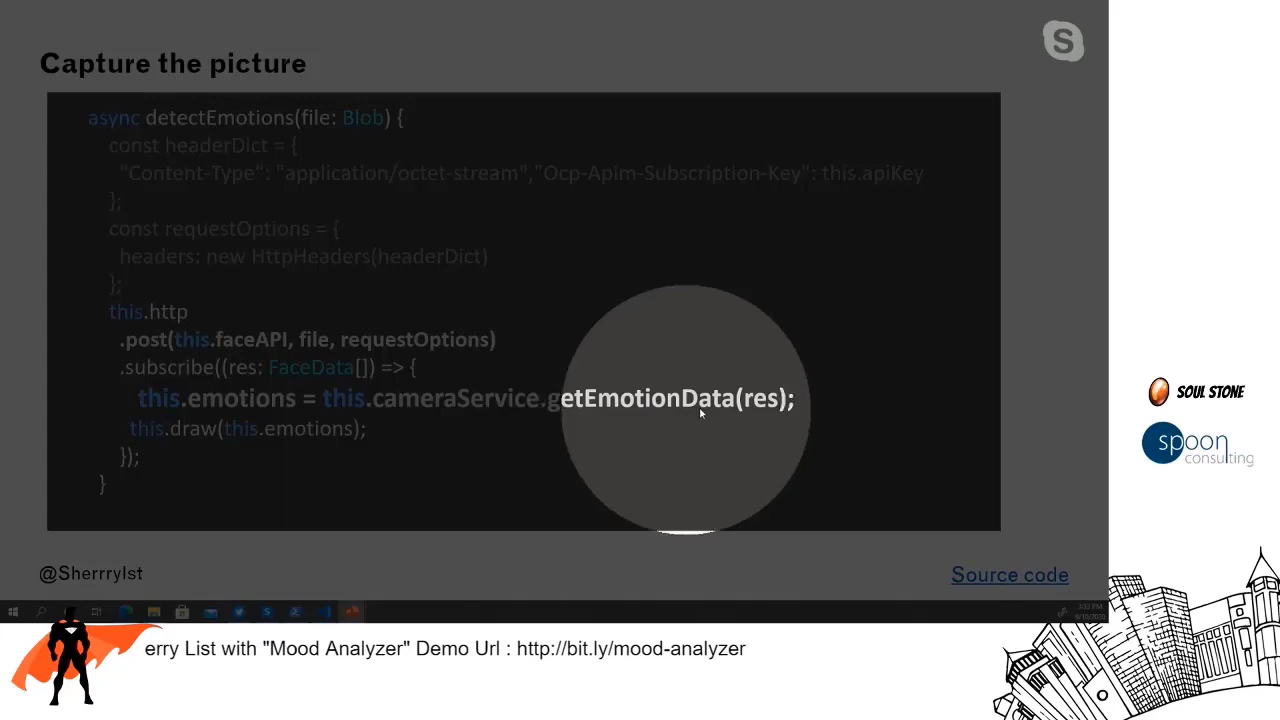 Capture the picture
async detectEmotions(file: Blob) {
const headerDict = {
"Content-Type": "application/octet-stream","Ocp-Apim-Subscription-Key": this.apiKey
};
const requestOptions = {
headers: new HttpHeaders(headerDict)
};
this.http
.post(this.faceAPI, file, requestOptions)
.subscribe((res: FaceData[]) => {
this.emotions = this.cameraService.getEmotionData(res);
this.draw(this.emotions);
});
}
@Sherrrylst
Source code
SOUL STONE
spoon
consulting
erry List with "Mood Analyzer" Demo Url : http://bit.ly/mood-analyzer